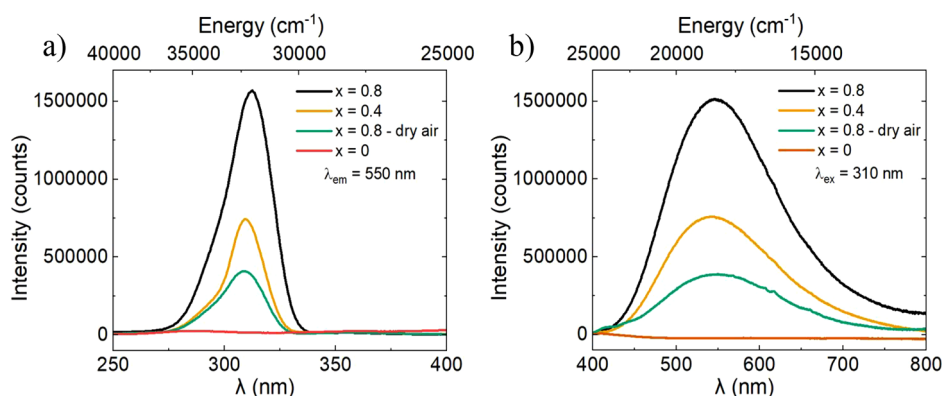 a)
Energy (cm⁻¹)
40000 35000 30000 25000
Intensity (counts)
1500000
1000000
500000
0
x = 0.8
x = 0.4
x = 0.8 - dry air
x = 0
λem = 550 nm
250 300 350 400
λ (nm)
b)
Energy (cm⁻¹)
25000 20000 15000
Intensity (counts)
1500000
1000000
500000
0
x = 0.8
x = 0.4
x = 0.8 - dry air
x = 0
λex = 310 nm
400 500 600 700 800
λ (nm)